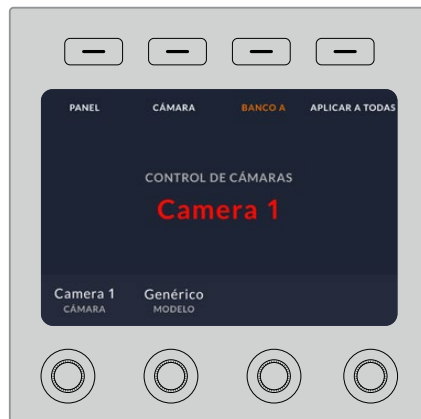 PANEL CÁMARA BANCO A APLICAR A TODAS
CONTROL DE CÁMARAS
Camera 1
Camera 1 Genérico
CÁMARA MODELO